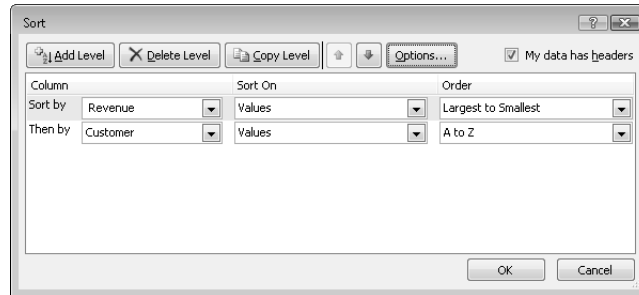 Sort
Add Level Delete Level Copy Level Options... My data has headers
Column Sort On Order
Sort by Revenue Values Largest to Smallest
Then by Customer Values A to Z
OK Cancel